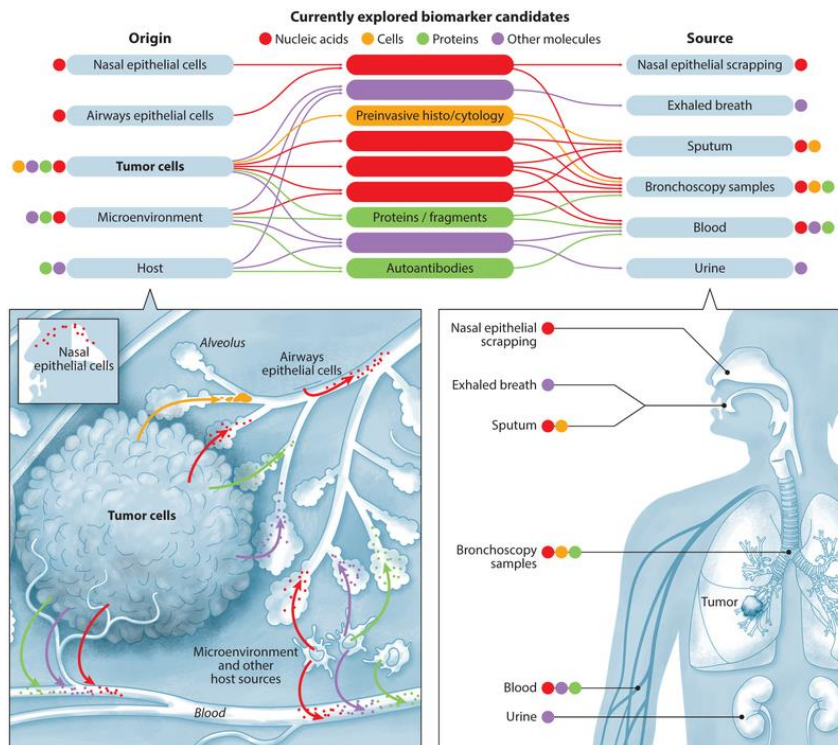 Currently explored biomarker candidates
Origin
Nucleic acids
Cells
Proteins
Other molecules
Source
Nasal epithelial cells
Nasal epithelial scrapping
Exhaled breath
Airways epithelial cells
Preinvasive histo/cytology
Sputum
Tumor cells
Bronchoscopy samples
Microenvironment
Proteins / fragments
Blood
Host
Autoantibodies
Urine
Nasal
epithelial cells
Alveolus
Airways
epithelial cells
Tumor cells
Microenvironment
and other
host sources
Blood
Nasal epithelial
scrapping
Exhaled breath
Sputum
Bronchoscopy
samples
Tumor
Blood
Urine